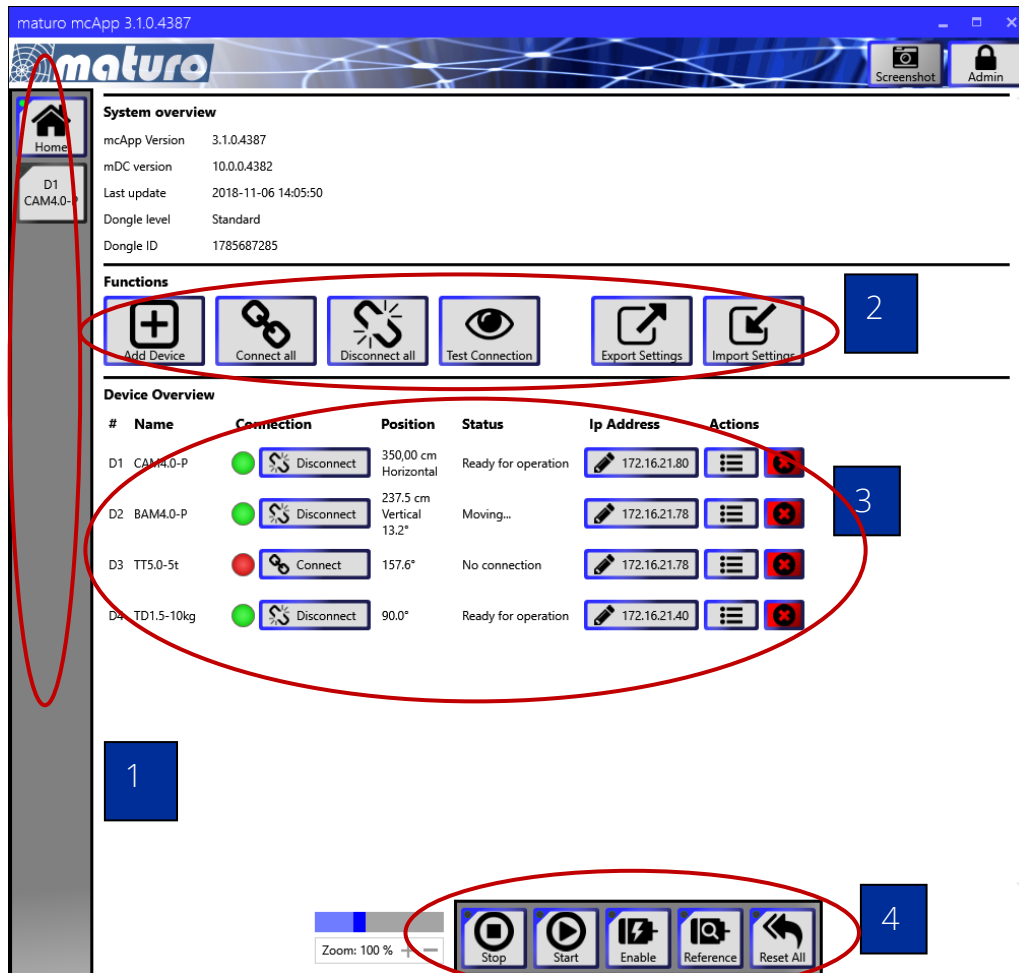 maturo mcApp 3.1.0.4387
maturo
Screenshot
Admin
Home
D1
CAM4.0-P
System overview
mcApp Version 3.1.0.4387
mDC version 10.0.0.4382
Last update 2018-11-06 14:05:50
Dongle level Standard
Dongle ID 1785687285
Functions
Add Device Connect all Disconnect all Test Connection Export Settings Import Settings
2
Device Overview
# Name Connection Position Status Ip Address Actions
D1 CAM4.0-P Disconnect 350,00 cm Horizontal Ready for operation 172.16.21.80
3
D2 BAM4.0-P Disconnect 237.5 cm Vertical 13.2° Moving... 172.16.21.78
D3 TT5.0-5t Connect 157.6° No connection 172.16.21.78
D4 TD1.5-10kg Disconnect 90.0° Ready for operation 172.16.21.40
1
4
Zoom: 100 % + −
Stop Start Enable Reference Reset All